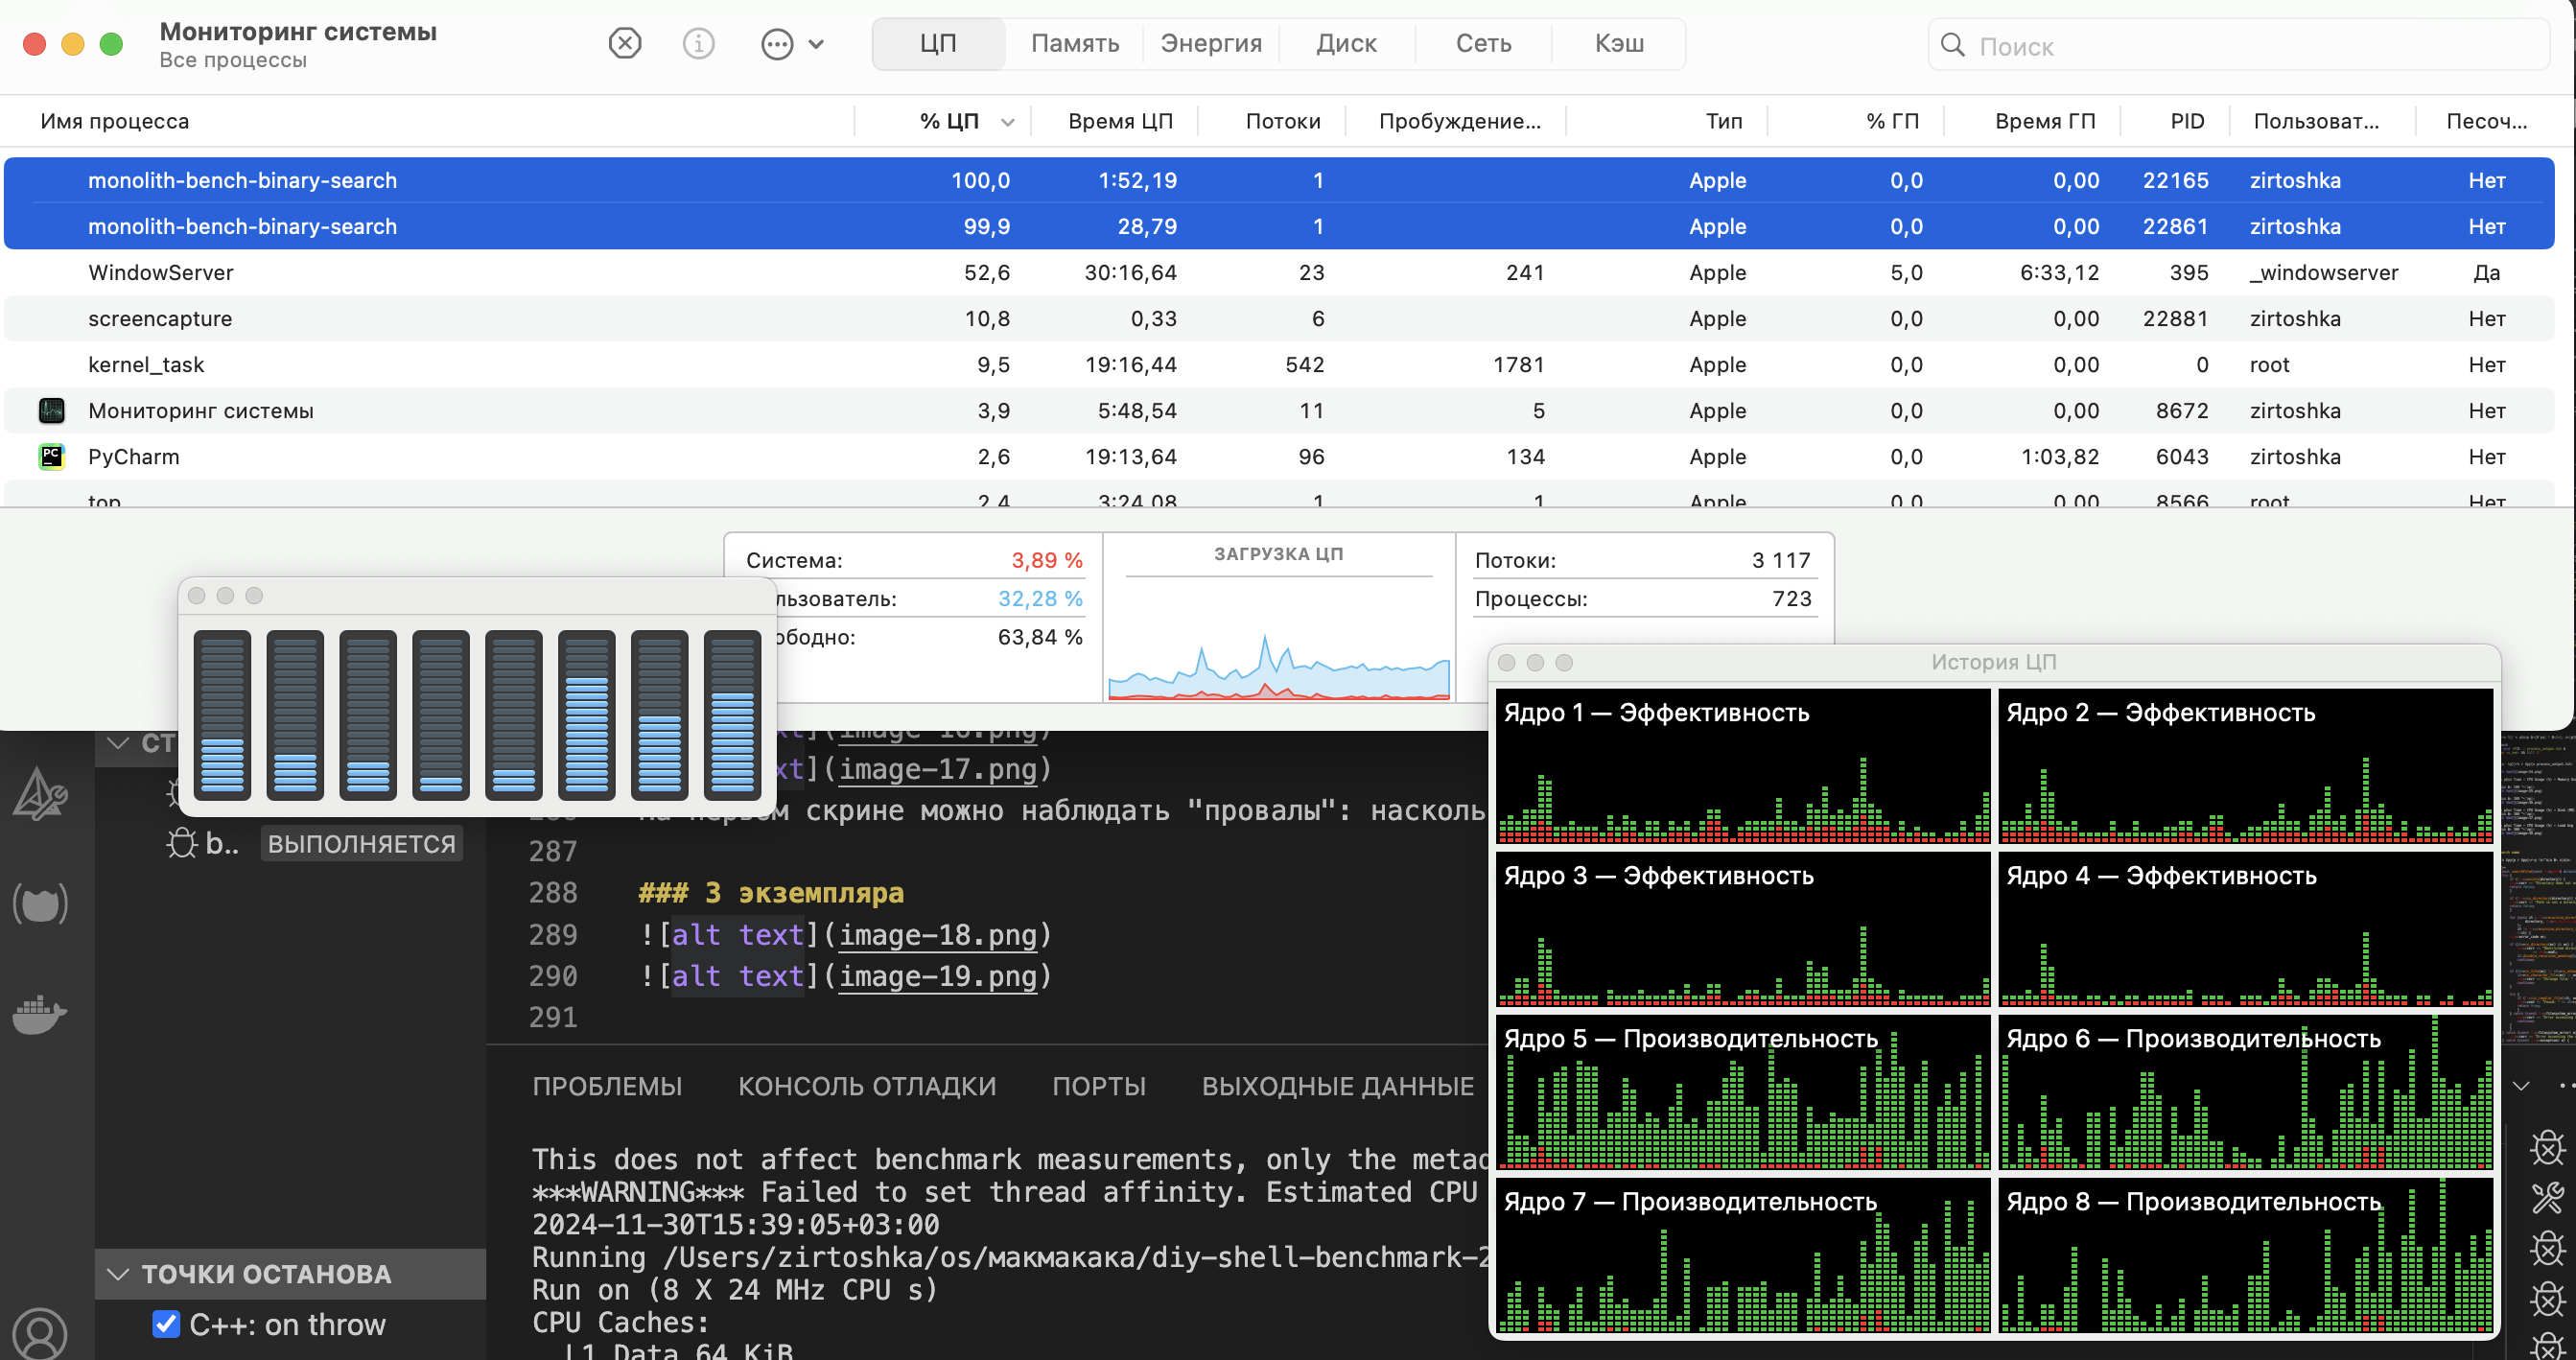 Мониторинг системы
Все процессы
ЦП Память Энергия Диск Сеть Кэш
Поиск
Имя процесса % ЦП Время ЦП Потоки Пробуждение... Тип % ГП Время ГП PID Пользоват... Песоч...
monolith-bench-binary-search 100,0 1:52,19 1 Apple 0,0 0,00 22165 zirtoshka Нет
monolith-bench-binary-search 99,9 28,79 1 Apple 0,0 0,00 22861 zirtoshka Нет
WindowServer 52,6 30:16,64 23 241 Apple 5,0 6:33,12 395 _windowserver Да
screencapture 10,8 0,33 6 Apple 0,0 0,00 22881 zirtoshka Нет
kernel_task 9,5 19:16,44 542 1781 Apple 0,0 0,00 0 root Нет
Мониторинг системы 3,9 5:48,54 11 5 Apple 0,0 0,00 8672 zirtoshka Нет
PC PyCharm 2,6 19:13,64 96 134 Apple 0,0 1:03,82 6043 zirtoshka Нет
top 2,4 3:24,08 1 1 Apple 0,0 0,00 8566 root Нет
Система: 3,89 %
льзователь: 32,28 %
ободно: 63,84 %
ЗАГРУЗКА ЦП
Потоки: 3 117
Процессы: 723
История ЦП
Ядро 1 — Эффективность
Ядро 2 — Эффективность
Ядро 3 — Эффективность
Ядро 4 — Эффективность
Ядро 5 — Производительность
Ядро 6 — Производительность
Ядро 7 — Производительность
Ядро 8 — Производительность
СТ
b.. ВЫПОЛНЯЕТСЯ
xt](image-16.png)
xt](image-17.png)
На первом скрине можно наблюдать "провалы": насколь
287
288 ### 3 экземпляра
289 ![alt text](image-18.png)
290 ![alt text](image-19.png)
291
ПРОБЛЕМЫ КОНСОЛЬ ОТЛАДКИ ПОРТЫ ВЫХОДНЫЕ ДАННЫЕ
This does not affect benchmark measurements, only the metad
***WARNING*** Failed to set thread affinity. Estimated CPU
2024-11-30T15:39:05+03:00
Running /Users/zirtoshka/os/макмакака/diy-shell-benchmark-2
Run on (8 X 24 MHz CPU s)
CPU Caches:
L1 Data 64 KiB
ТОЧКИ ОСТАНОВА
C++: on throw